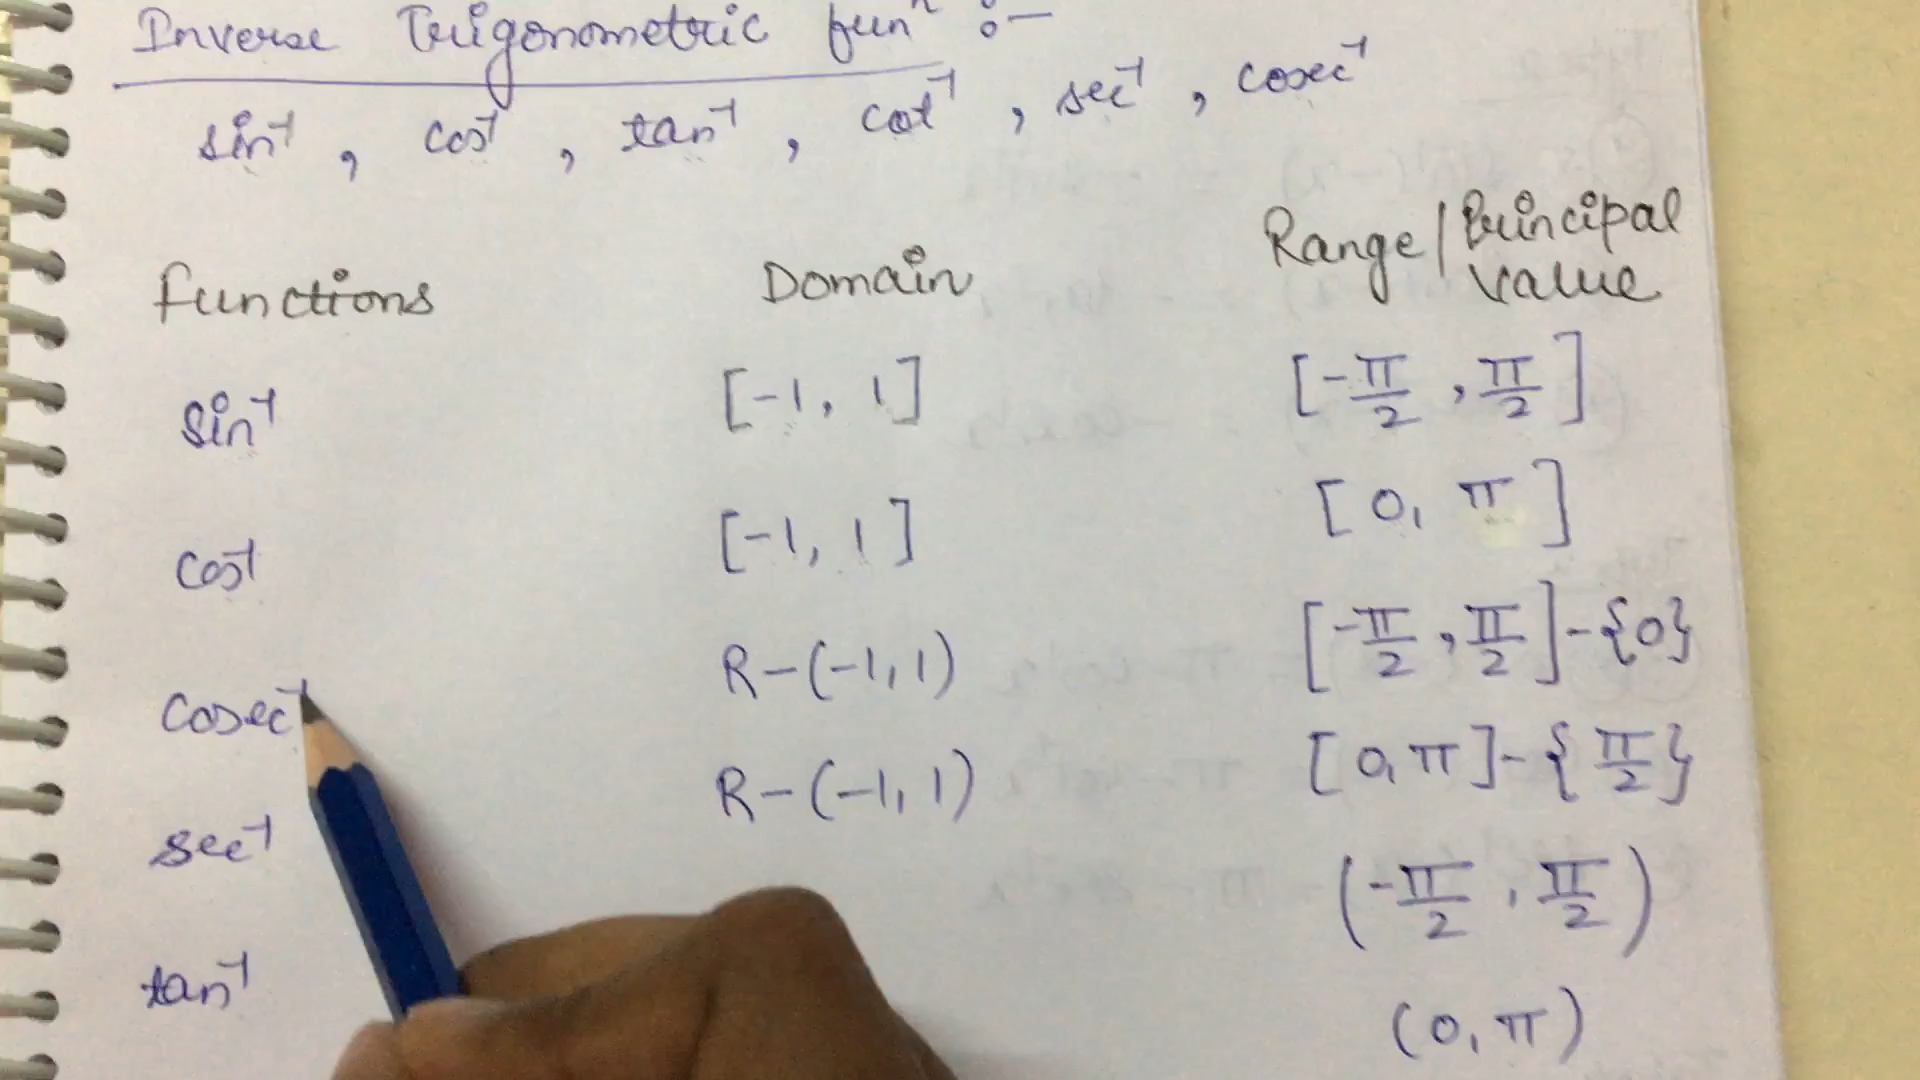 Inverse Trigonometric funⁿ :-
sin⁻¹ , cos⁻¹ , tan⁻¹ , cot⁻¹ , sec⁻¹ , cosec⁻¹
Functions Domain Range/Principal value
sin⁻¹ [-1, 1] [-π/2 , π/2]
cos⁻¹ [-1, 1] [0, π]
cosec⁻¹ R-(-1,1) [-π/2 , π/2]-{0}
sec⁻¹ R-(-1,1) [0,π]-{π/2}
tan⁻¹ (-π/2 , π/2)
(0,π)